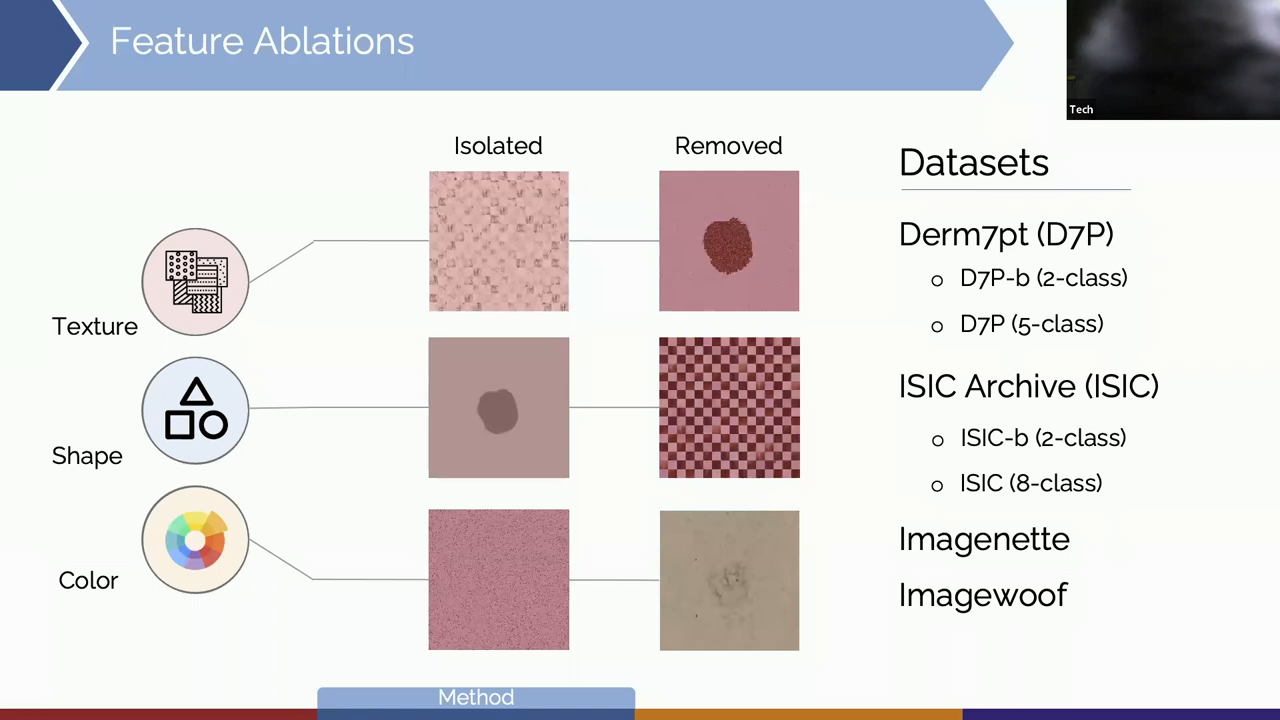 Feature Ablations
Tech
Isolated
Removed
Texture
Shape
Color
Datasets
Derm7pt (D7P)
D7P-b (2-class)
D7P (5-class)
ISIC Archive (ISIC)
ISIC-b (2-class)
ISIC (8-class)
Imagenette
Imagewoof
Method